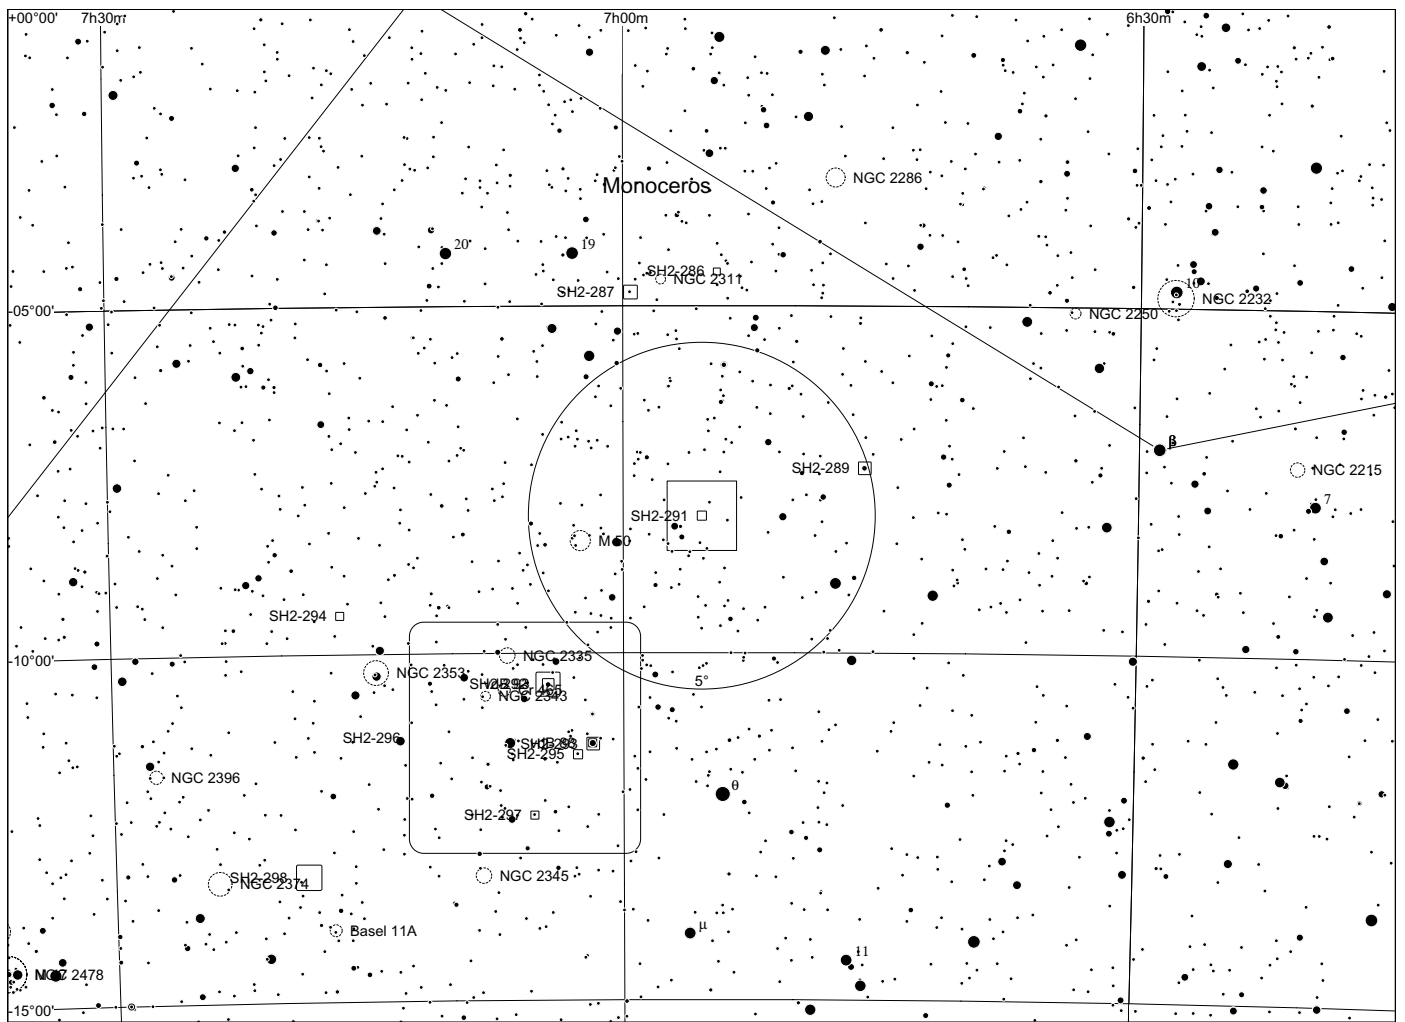 +00°00' 7h30m 7h00m 6h30m
NGC 2286
Monoceros
20 19
SH2-286
NGC 2311
SH2-287
10
NGC 2232
-05°00'
NGC 2250
β
SH2-289
NGC 2215
7
SH2-291
M 50
SH2-294
-10°00'
NGC 2335
NGC 2353
5°
NGC 2343
SH2-296
SH2-295
NGC 2396
θ
SH2-297
SH2-298
NGC 2374
NGC 2345
Basel 11A
μ
11
NGC 2478
-15°00'